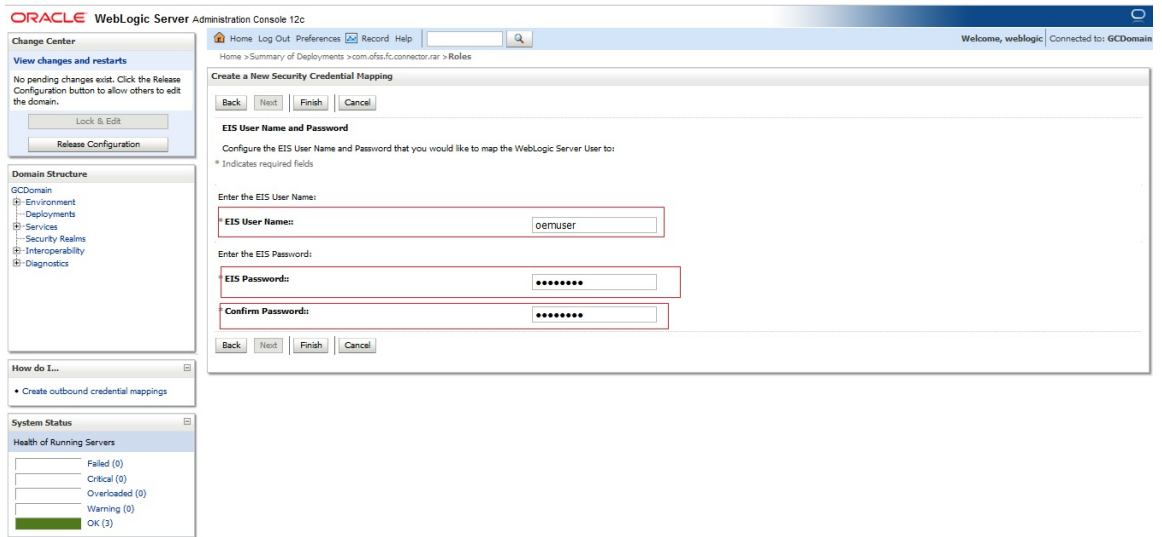 ORACLE WebLogic Server Administration Console 12c
Change Center
View changes and restarts
No pending changes exist. Click the Release
Configuration button to allow others to edit
the domain.
Lock & Edit
Release Configuration
Domain Structure
GCDomain
Environment
Deployments
Services
Security Realms
Interoperability
Diagnostics
How do I...
Create outbound credential mappings
System Status
Health of Running Servers
Failed (0)
Critical (0)
Overloaded (0)
Warning (0)
OK (3)
Home Log Out Preferences Record Help
Welcome, weblogic Connected to: GCDomain
Home >Summary of Deployments >com.ofss.fc.connector.rar >Roles
Create a New Security Credential Mapping
Back Next Finish Cancel
EIS User Name and Password
Configure the EIS User Name and Password that you would like to map the WebLogic Server User to:
* Indicates required fields
Enter the EIS User Name:
* EIS User Name:: oemuser
Enter the EIS Password:
* EIS Password:: ••••••••
* Confirm Password:: ••••••••
Back Next Finish Cancel